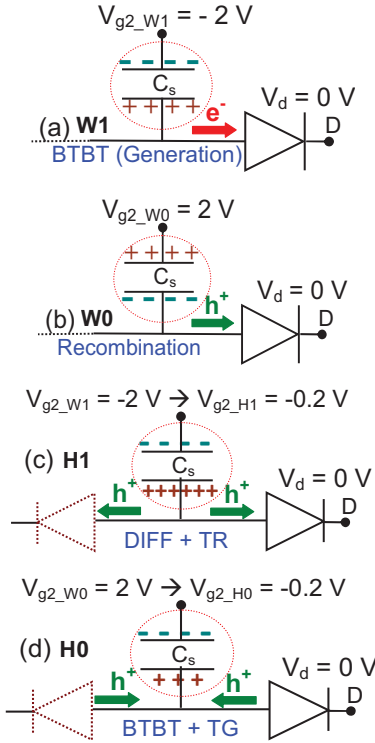 V_g2_W1 = - 2 V
- - - -
C_s
+ + + +
e⁻
V_d = 0 V
D
(a) W1
BTBT (Generation)
V_g2_W0 = 2 V
+ + + +
C_s
- - - -
h⁺
V_d = 0 V
D
(b) W0
Recombination
V_g2_W1 = -2 V → V_g2_H1 = -0.2 V
(c) H1
- - - -
C_s
++++++
h⁺ h⁺
V_d = 0 V
D
DIFF + TR
V_g2_W0 = 2 V → V_g2_H0 = -0.2 V
(d) H0
- - - -
C_s
+ + +
h⁺ h⁺
V_d = 0 V
D
BTBT + TG